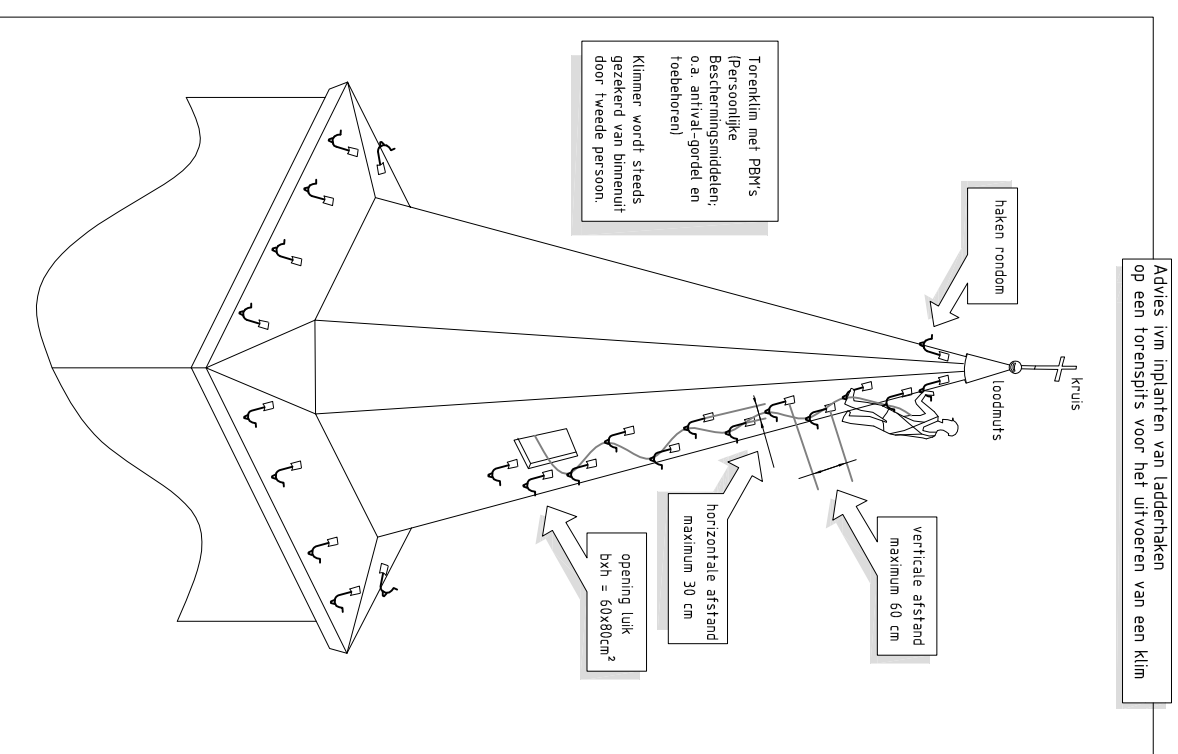 Advies ivm inplanten van ladderhaken
op een torenspits voor het uitvoeren van een klim
kruis
loodmuts
haken rondom
verticale afstand
maximum 60 cm
horizontale afstand
maximum 30 cm
opening luik
bxh = 60x80cm²
Torenklim met PBM's
(Persoonlijke
Beschermingsmiddelen;
o.a. antival-gordel en
toebehoren)
Klimmer wordt steeds
gezekerd van binnenuit
door tweede persoon.